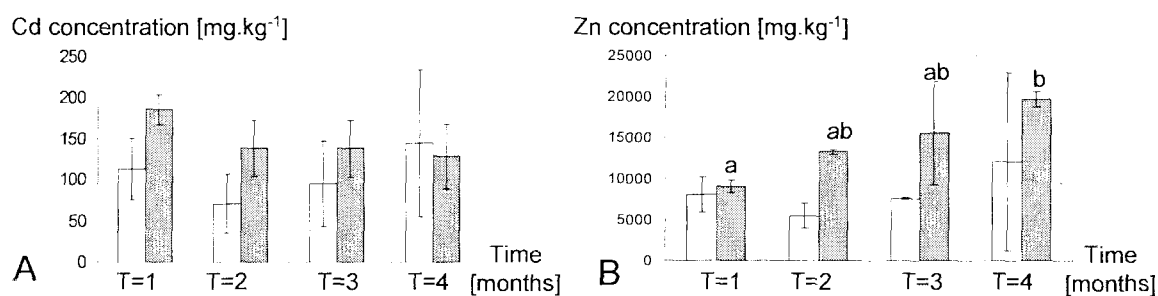 Cd concentration [mg.kg-1]
250
200
150
100
50
0
T=1 T=2 T=3 T=4
Time
[months]
A
Zn concentration [mg.kg-1]
25000
20000
15000
10000
5000
0
a ab ab b
T=1 T=2 T=3 T=4
Time
[months]
B